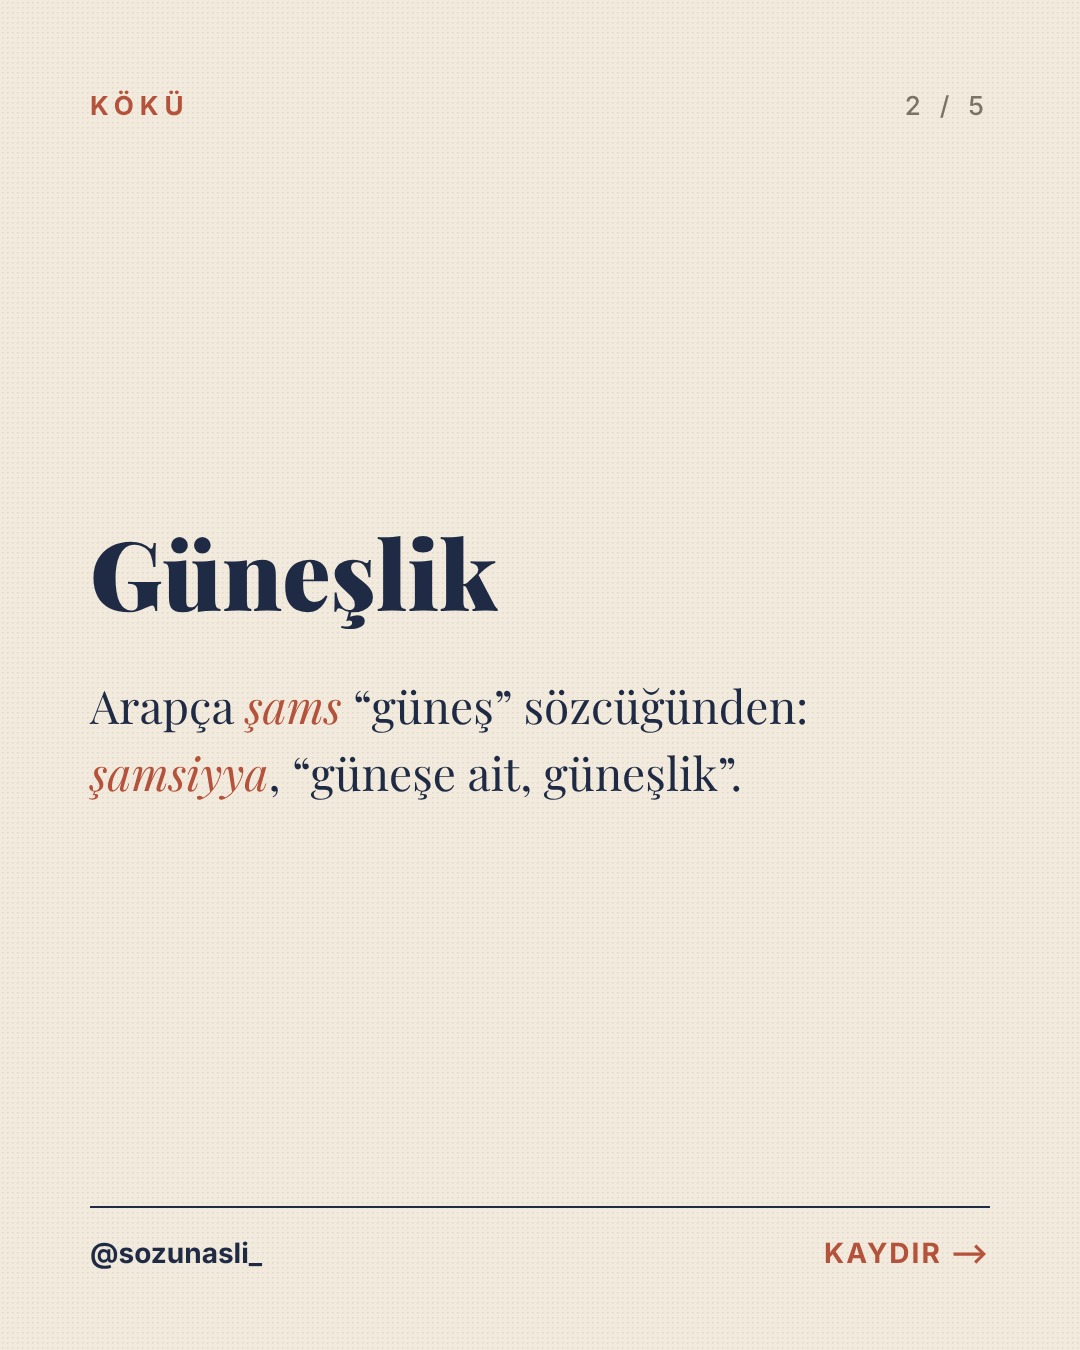 KÖKÜ
2 / 5
Güneşlik
Arapça şams “güneş” sözcüğünden:
şamsiyya, “güneşe ait, güneşlik”.
@sozunasli_
KAYDIR →